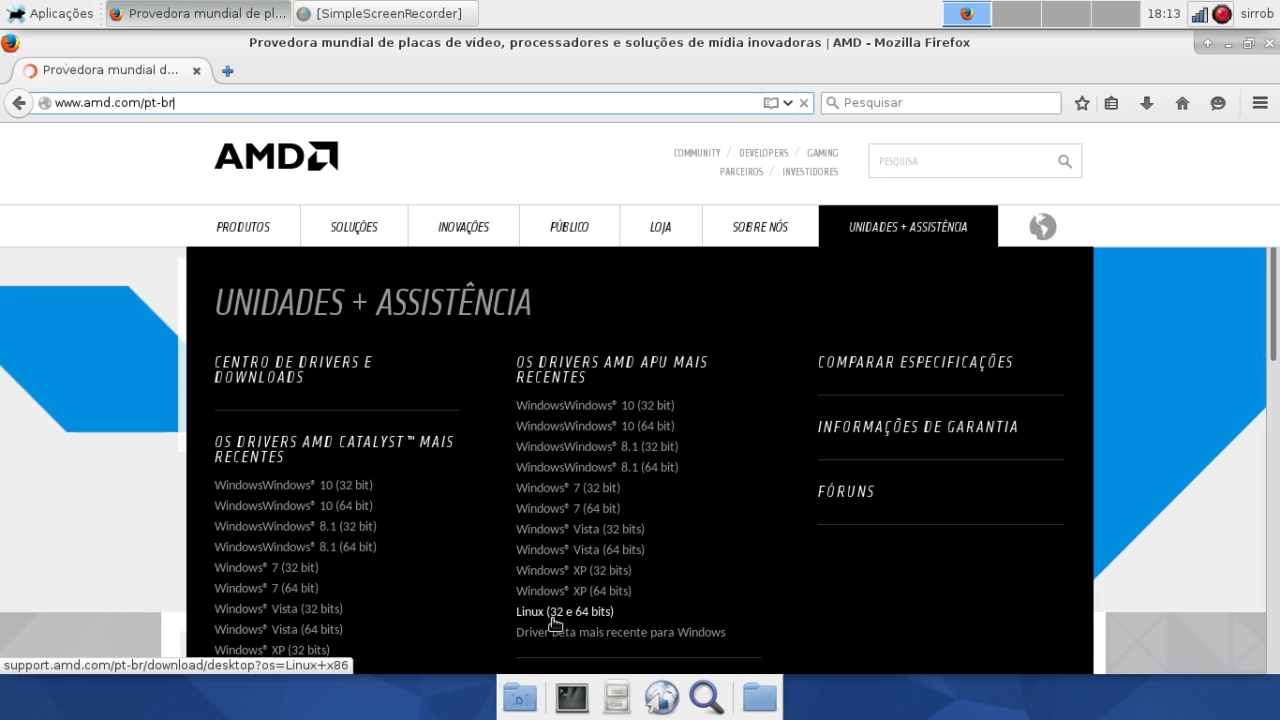 Aplicações
Provedora mundial de pl...
[SimpleScreenRecorder]
18:13
sirrob
Provedora mundial de placas de vídeo, processadores e soluções de mídia inovadoras | AMD - Mozilla Firefox
Provedora mundial d...
www.amd.com/pt-br
Pesquisar
AMD
COMMUNITY / DEVELOPERS / GAMING
PARCEIROS / INVESTIDORES
PESQUISA
PRODUTOS
SOLUÇÕES
INOVAÇÕES
PÚBLICO
LOJA
SOBRE NÓS
UNIDADES + ASSISTÊNCIA
UNIDADES + ASSISTÊNCIA
CENTRO DE DRIVERS E
DOWNLOADS
OS DRIVERS AMD CATALYST™ MAIS
RECENTES
WindowsWindows® 10 (32 bit)
WindowsWindows® 10 (64 bit)
WindowsWindows® 8.1 (32 bit)
WindowsWindows® 8.1 (64 bit)
Windows® 7 (32 bit)
Windows® 7 (64 bit)
Windows® Vista (32 bits)
Windows® Vista (64 bits)
Windows® XP (32 bits)
OS DRIVERS AMD APU MAIS
RECENTES
WindowsWindows® 10 (32 bit)
WindowsWindows® 10 (64 bit)
WindowsWindows® 8.1 (32 bit)
WindowsWindows® 8.1 (64 bit)
Windows® 7 (32 bit)
Windows® 7 (64 bit)
Windows® Vista (32 bits)
Windows® Vista (64 bits)
Windows® XP (32 bits)
Windows® XP (64 bits)
Linux (32 e 64 bits)
Driver beta mais recente para Windows
COMPARAR ESPECIFICAÇÕES
INFORMAÇÕES DE GARANTIA
FÓRUNS
support.amd.com/pt-br/download/desktop?os=Linux+x86